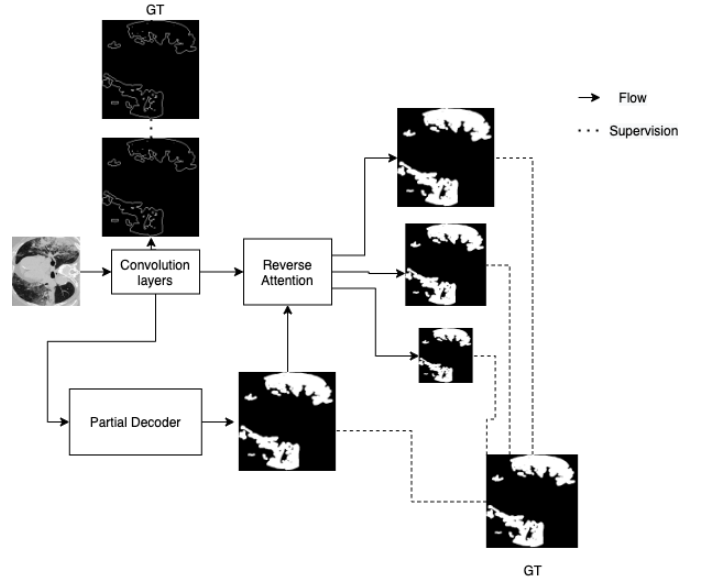 GT
Flow
Supervision
Convolution
layers
Reverse
Attention
Partial Decoder
GT